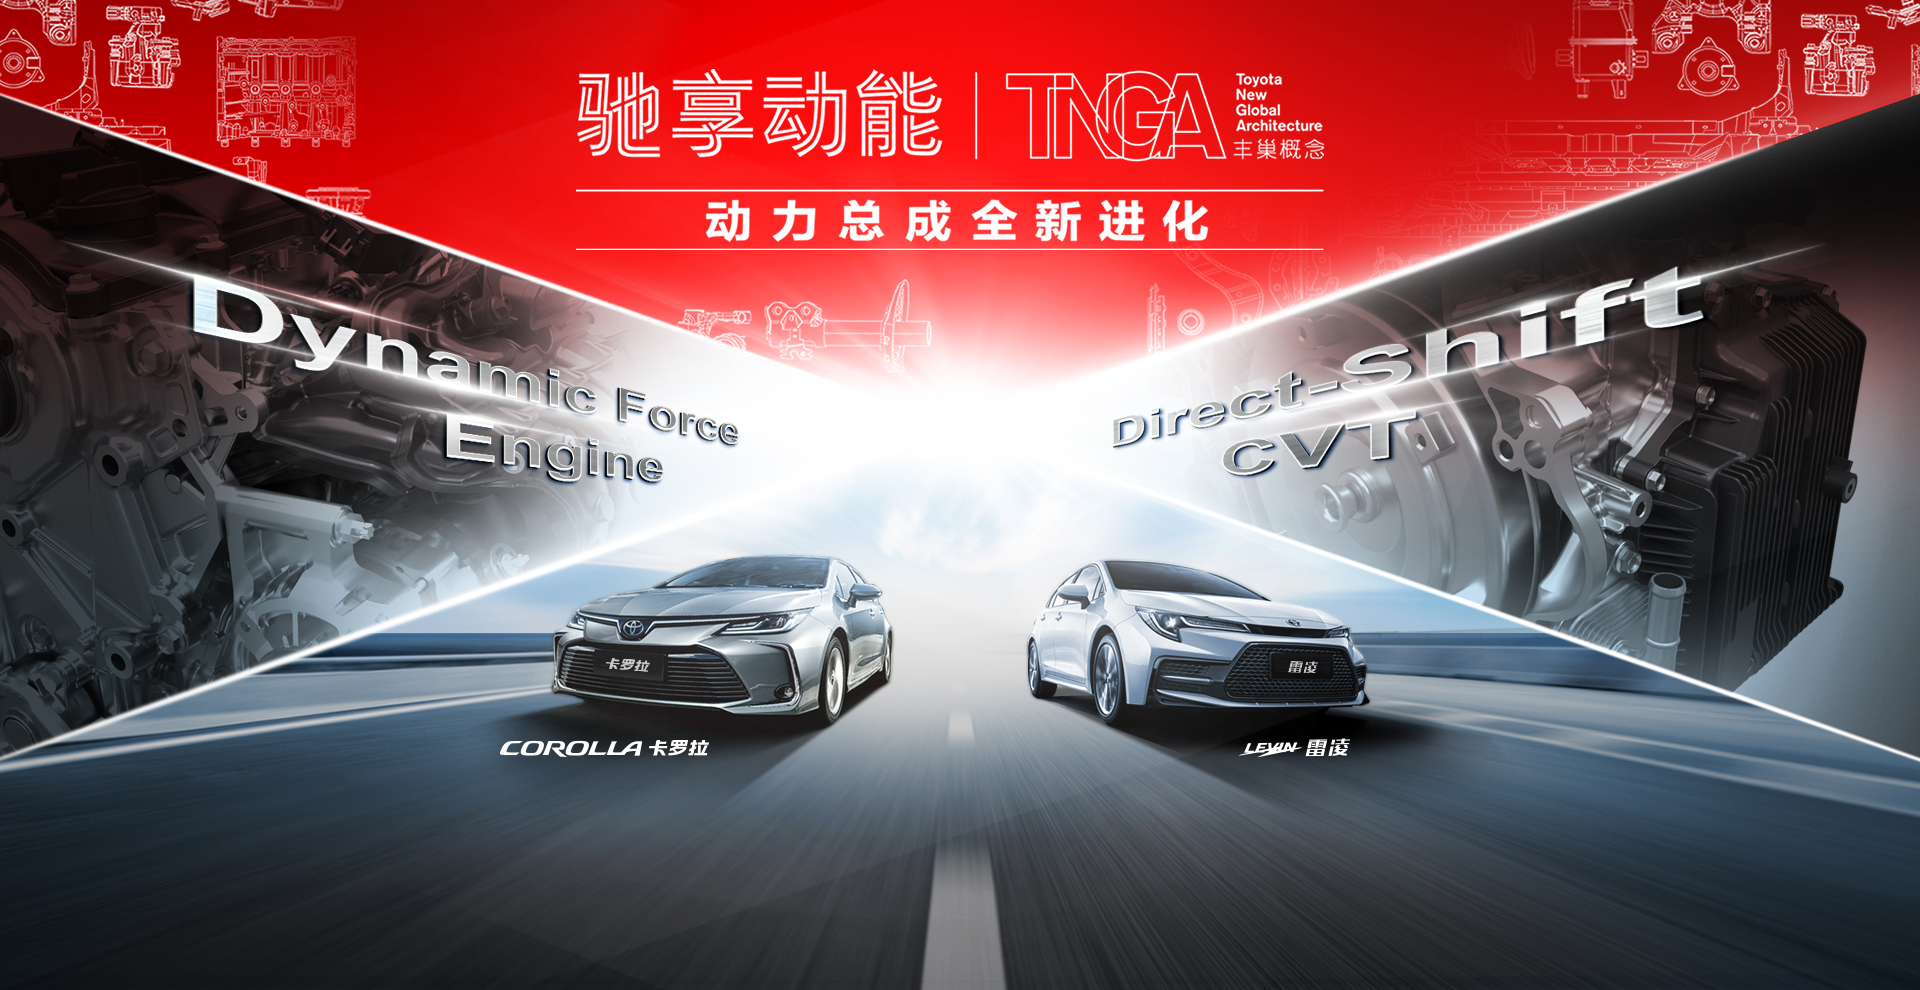 驰享动能
TNGA
Toyota
New
Global
Architecture
丰巢概念
动力总成全新进化
Dynamic Force
Engine
Direct-Shift
CVT
卡罗拉
雷凌
COROLLA 卡罗拉
LEVIN 雷凌